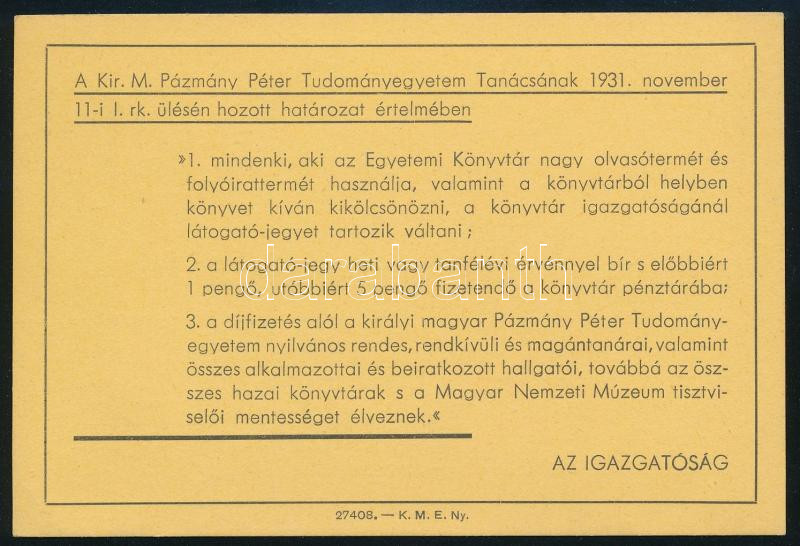 A Kir. M. Pázmány Péter Tudományegyetem Tanácsának 1931. november
11-i I. rk. ülésén hozott határozat értelmében
»1. mindenki, aki az Egyetemi Könyvtár nagy olvasótermét és
folyóirattermét használja, valamint a könyvtárból helyben
könyvet kíván kikölcsönözni, a könyvtár igazgatóságánál
látogató-jegyet tartozik váltani;
2. a látogató-jegy heti vagy tanfélévi érvénnyel bír s előbbiért
1 pengő, utóbbiért 5 pengő fizetendő a könyvtár pénztárába;
darabanth
3. a díjfizetés alól a királyi magyar Pázmány Péter Tudomány-
egyetem nyilvános rendes, rendkívüli és magántanárai, valamint
összes alkalmazottai és beiratkozott hallgatói, továbbá az ösz-
szes hazai könyvtárak s a Magyar Nemzeti Múzeum tisztvi-
selői mentességet élveznek.«
AZ IGAZGATÓSÁG
27408. — K. M. E. Ny.